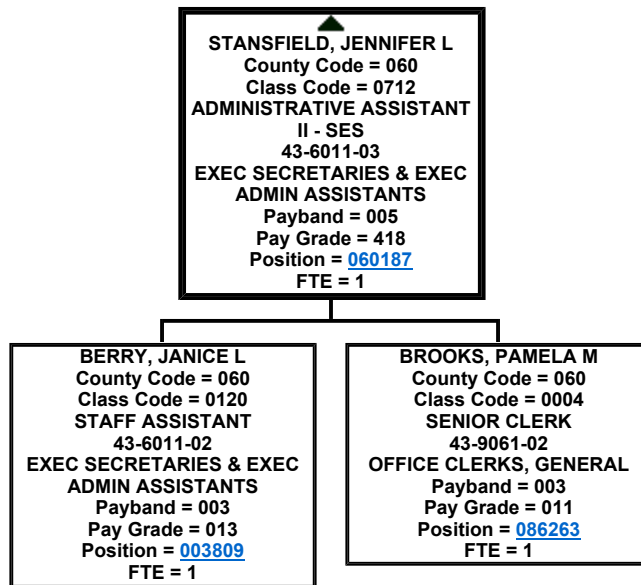 STANSFIELD, JENNIFER L
County Code = 060
Class Code = 0712
ADMINISTRATIVE ASSISTANT
II - SES
43-6011-03
EXEC SECRETARIES & EXEC
ADMIN ASSISTANTS
Payband = 005
Pay Grade = 418
Position = 060187
FTE = 1
BERRY, JANICE L
County Code = 060
Class Code = 0120
STAFF ASSISTANT
43-6011-02
EXEC SECRETARIES & EXEC
ADMIN ASSISTANTS
Payband = 003
Pay Grade = 013
Position = 003809
FTE = 1
BROOKS, PAMELA M
County Code = 060
Class Code = 0004
SENIOR CLERK
43-9061-02
OFFICE CLERKS, GENERAL
Payband = 003
Pay Grade = 011
Position = 086263
FTE = 1